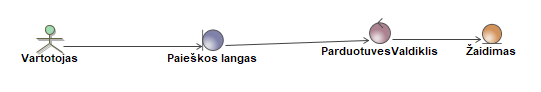 Vartotojas
Paieškos langas
ParduotuvesValdiklis
Žaidimas